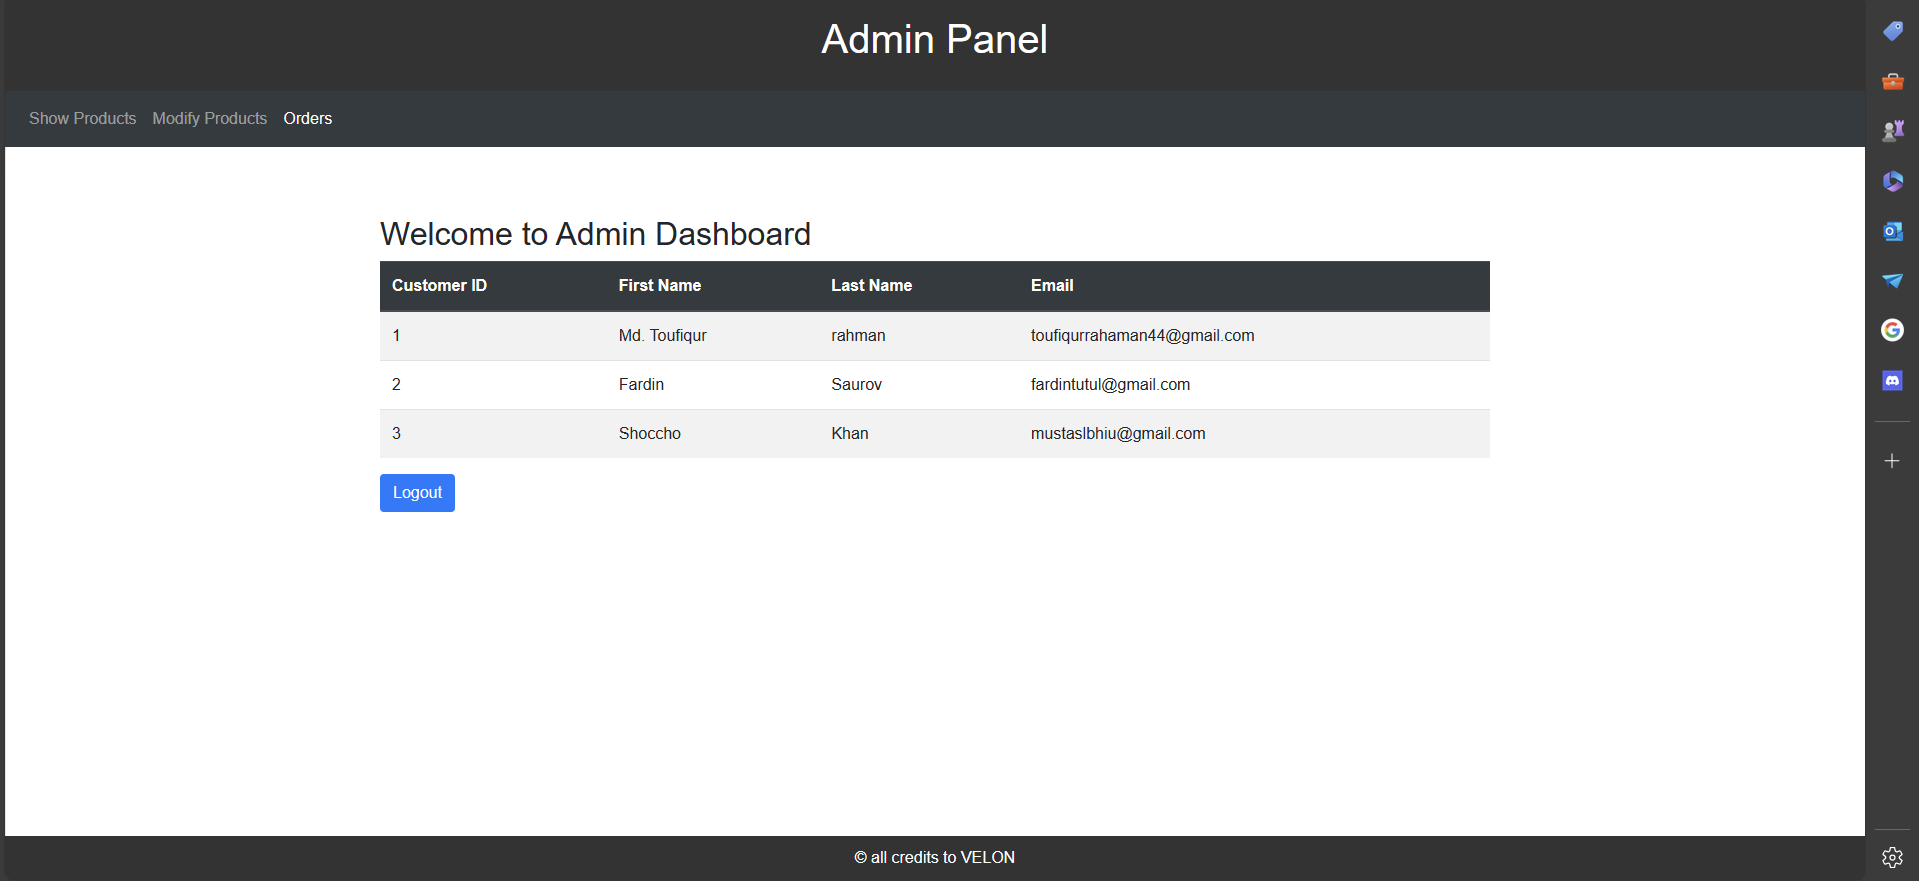 Admin Panel
Show Products Modify Products Orders
Welcome to Admin Dashboard
Customer ID First Name Last Name Email
1 Md. Toufiqur rahman toufiqurrahaman44@gmail.com
2 Fardin Saurov fardintutul@gmail.com
3 Shoccho Khan mustaslbhiu@gmail.com
Logout
© all credits to VELON